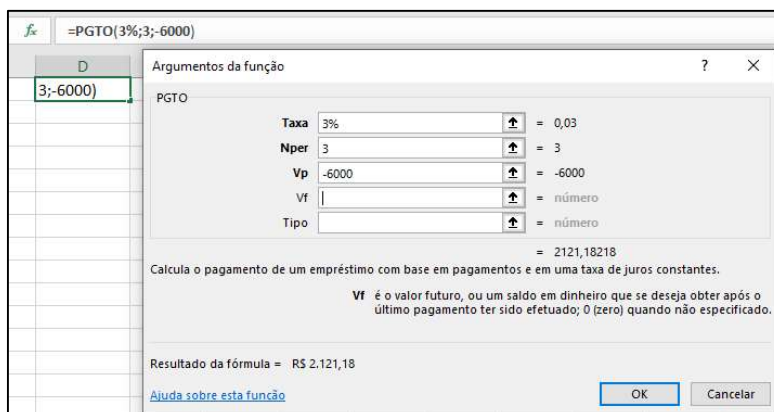 fx =PGTO(3%;3;-6000)
D
3;-6000)
Argumentos da função ? X
PGTO
Taxa 3% = 0,03
Nper 3 = 3
Vp -6000 = -6000
Vf = número
Tipo = número
= 2121,18218
Calcula o pagamento de um empréstimo com base em pagamentos e em uma taxa de juros constantes.
Vf é o valor futuro, ou um saldo em dinheiro que se deseja obter após o
último pagamento ter sido efetuado; 0 (zero) quando não especificado.
Resultado da fórmula = R$ 2.121,18
Ajuda sobre esta função OK Cancelar